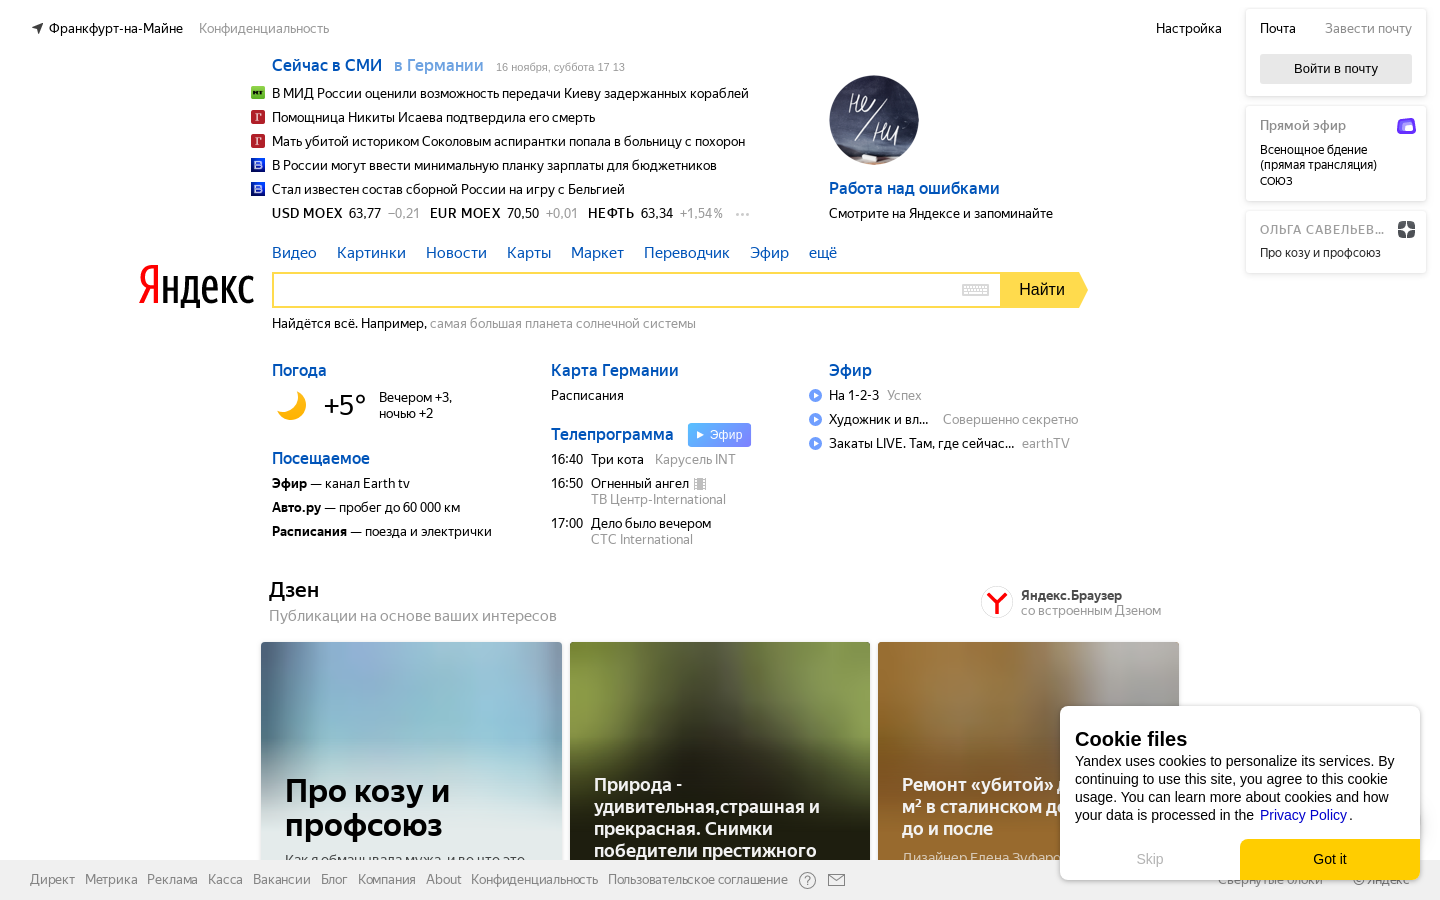 Франкфурт-на-Майне Конфиденциальность
Настройка
Почта Завести почту
Войти в почту
Прямой эфир
Всенощное бдение
(прямая трансляция)
СОЮЗ
ОЛЬГА САВЕЛЬЕВ...
Про козу и профсоюз
Сейчас в СМИ в Германии 16 ноября, суббота 17 13
В МИД России оценили возможность передачи Киеву задержанных кораблей
Помощница Никиты Исаева подтвердила его смерть
Мать убитой историком Соколовым аспирантки попала в больницу с похорон
В России могут ввести минимальную планку зарплаты для бюджетников
Стал известен состав сборной России на игру с Бельгией
USD MOEX 63,77 −0,21 EUR MOEX 70,50 +0,01 НЕФТЬ 63,34 +1,54% ···
не/ни
Работа над ошибками
Смотрите на Яндексе и запоминайте
Видео Картинки Новости Карты Маркет Переводчик Эфир ещё
Яндекс
Найти
Найдётся всё. Например, самая большая планета солнечной системы
Погода
+5°
Вечером +3,
ночью +2
Посещаемое
Эфир — канал Earth tv
Авто.ру — пробег до 60 000 км
Расписания — поезда и электрички
Карта Германии
Расписания
Телепрограмма Эфир
16:40 Три кота Карусель INT
16:50 Огненный ангел
ТВ Центр-International
17:00 Дело было вечером
СТС International
Эфир
На 1-2-3 Успех
Художник и вл... Совершенно секретно
Закаты LIVE. Там, где сейчас... earthTV
Дзен
Публикации на основе ваших интересов
Яндекс.Браузер
со встроенным Дзеном
Про козу и
профсоюз
Как я обманывала мужа, и во что это
Природа -
удивительная,страшная и
прекрасная. Снимки
победители престижного
Ремонт «убитой»
м² в сталинском
до и после
Дизайнер Елена
Cookie files
Yandex uses cookies to personalize its services. By
continuing to use this site, you agree to this cookie
usage. You can learn more about cookies and how
your data is processed in the Privacy Policy.
Skip
Got it
Директ Метрика Реклама Касса Вакансии Блог Компания About Конфиденциальность Пользовательское соглашение
Свернутые блоки © Яндекс